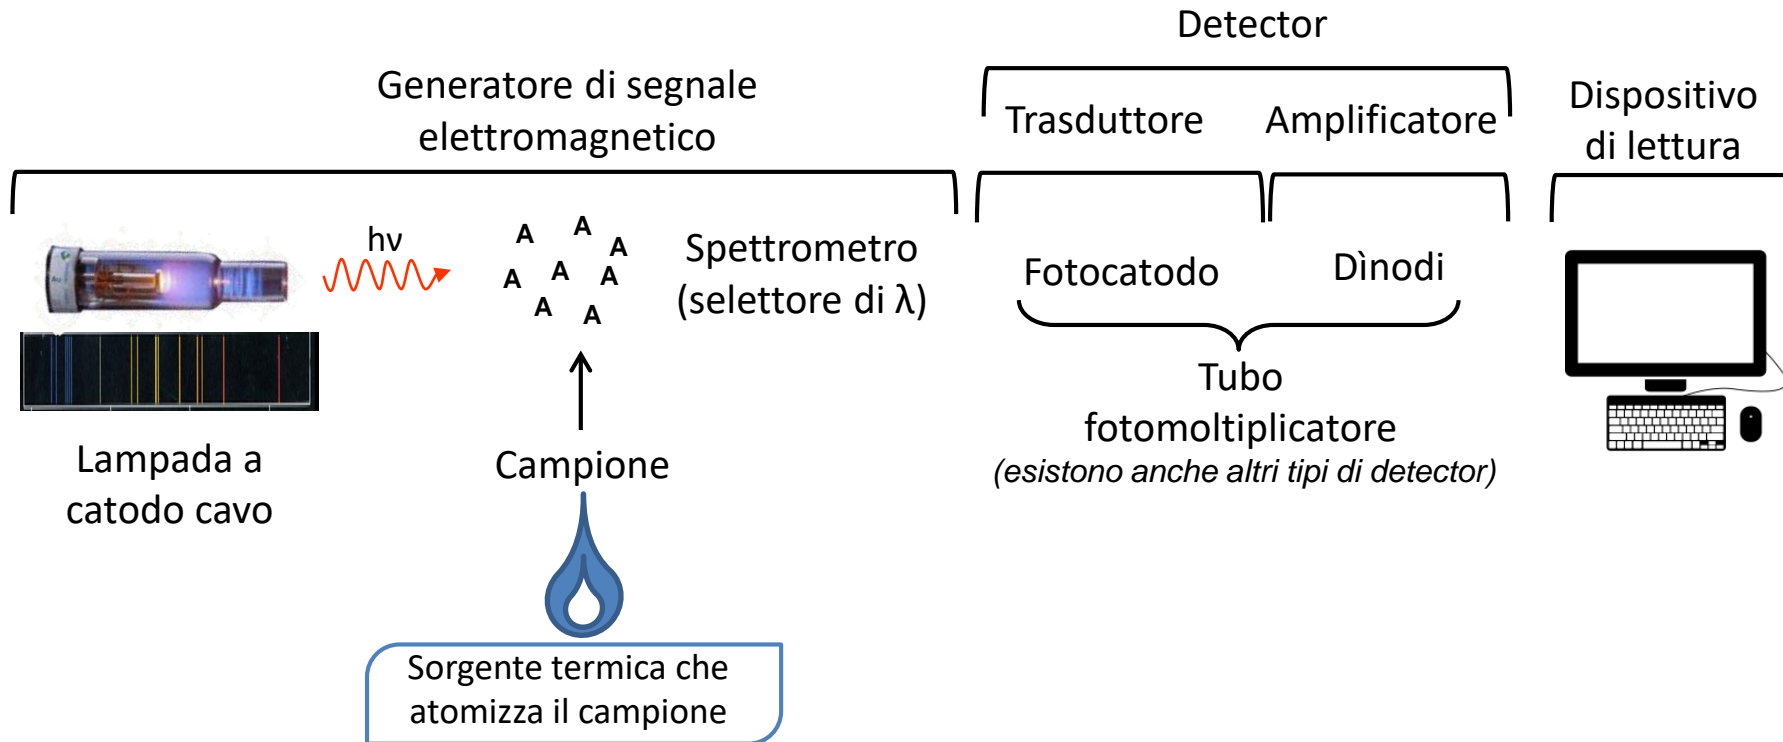 Detector
Generatore di segnale
elettromagnetico
Trasduttore
Amplificatore
Dispositivo
di lettura
hν
A
A
A
A
A
A
A
A
Spettrometro
(selettore di λ)
Fotocatodo
Dìnodi
Tubo
fotomoltiplicatore
(esistono anche altri tipi di detector)
Lampada a
catodo cavo
Campione
Sorgente termica che
atomizza il campione